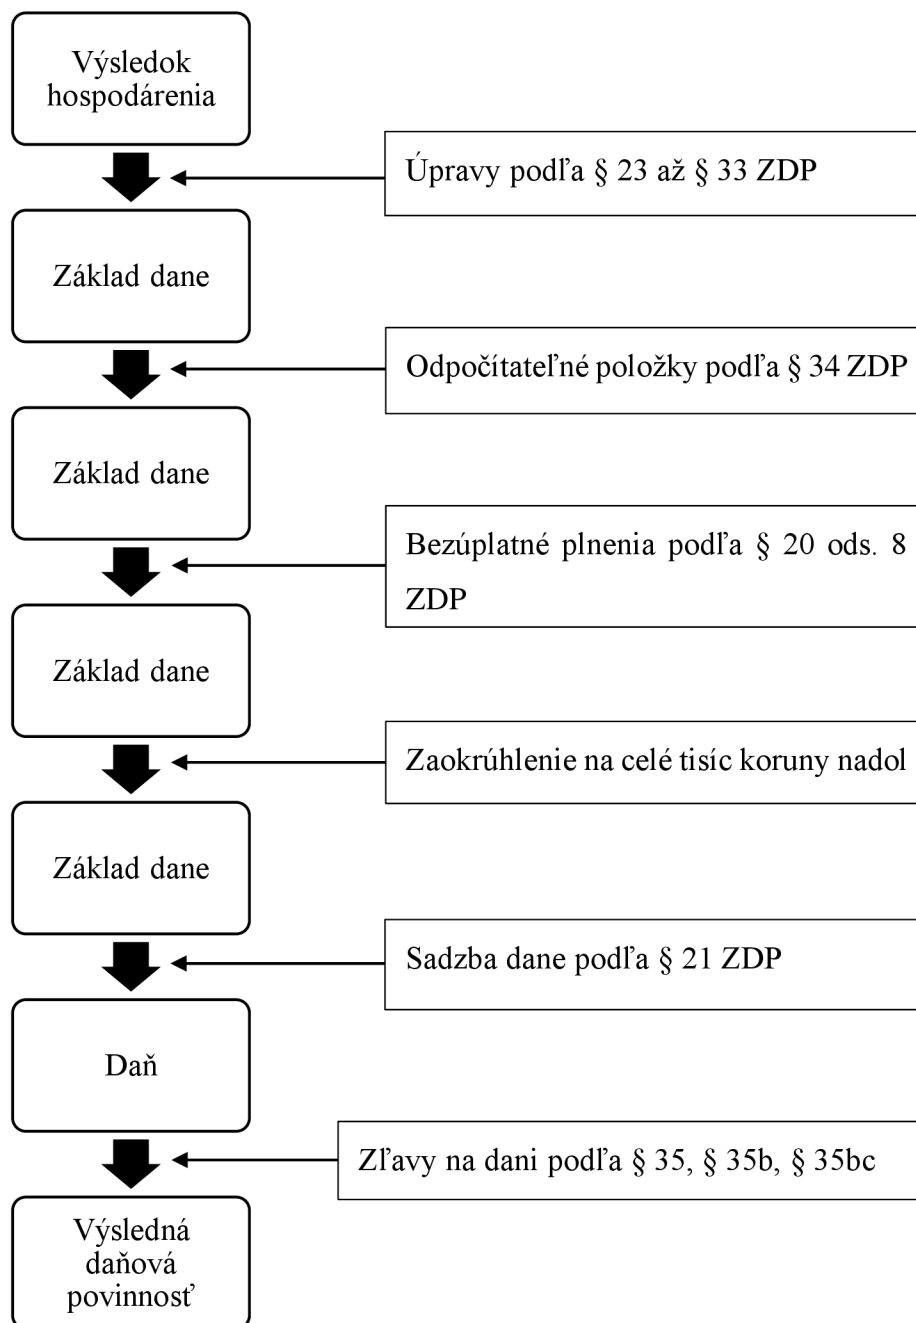 Výsledok
hospodárenia
Úpravy podľa § 23 až § 33 ZDP
Základ dane
Odpočítateľné položky podľa § 34 ZDP
Základ dane
Bezúplatné plnenia podľa § 20 ods. 8
ZDP
Základ dane
Zaokrúhlenie na celé tisíc koruny nadol
Základ dane
Sadzba dane podľa § 21 ZDP
Daň
Zľavy na dani podľa § 35, § 35b, § 35bc
Výsledná
daňová
povinnosť